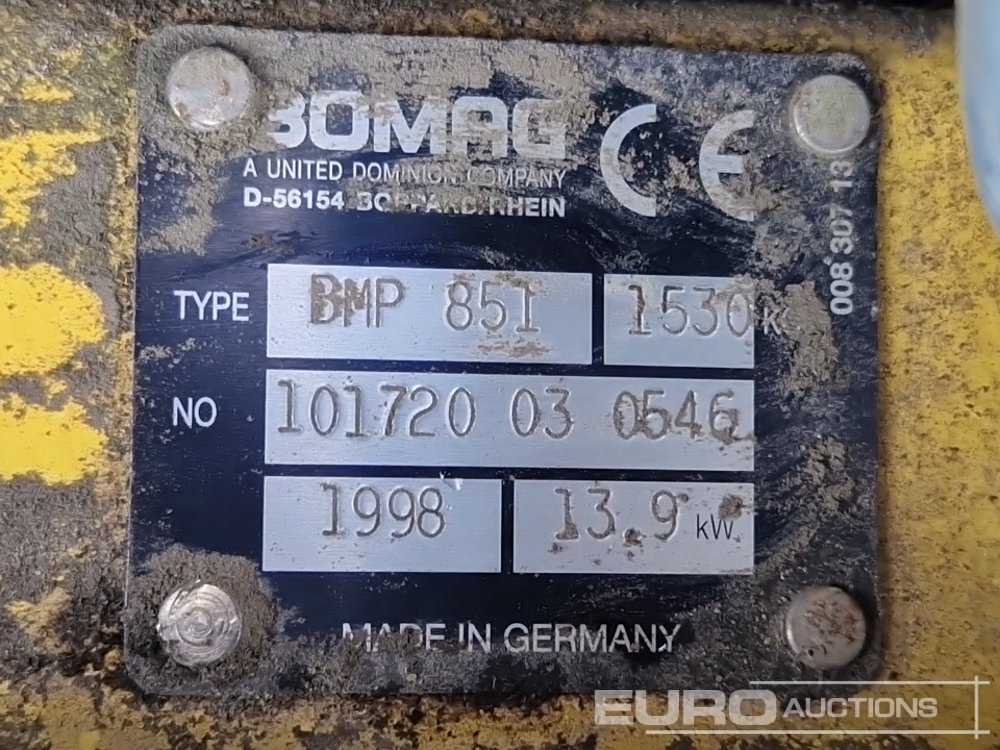 BOMAG CE
A UNITED DOMINION COMPANY
D-56154 BOPPARD/RHEIN
008 307 13
TYPE BMP 851 1530 K
NO 101720 03 0546
1998 13.9 kW
MADE IN GERMANY
EURO AUCTIONS